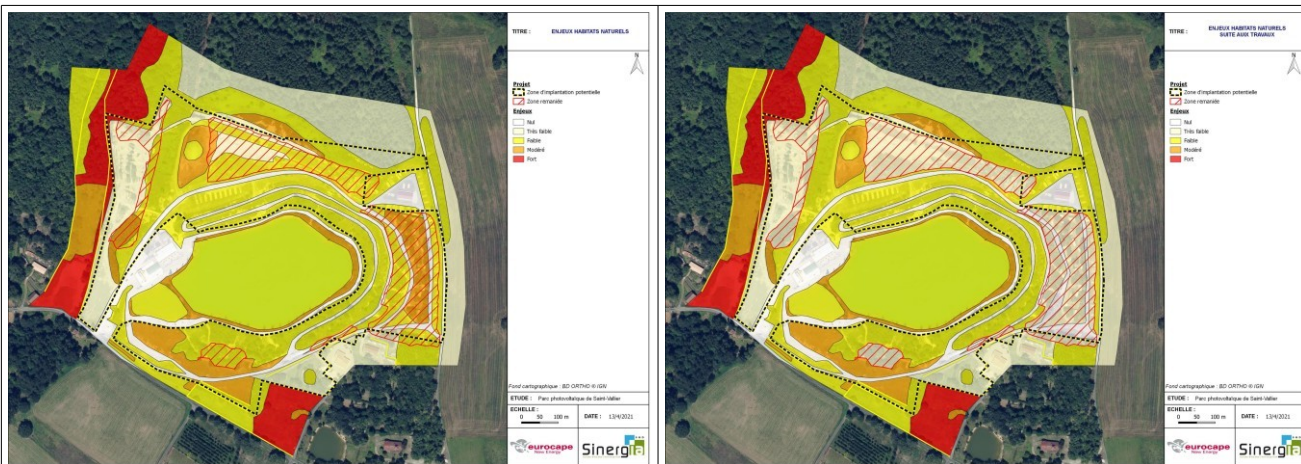 TITRE : ENJEUX HABITATS NATURELS
N
Projet
Zone d'implantation potentielle
Zone remaniée
Enjeux
Nul
Très faible
Faible
Modéré
Fort
Fond cartographique : BD ORTHO ® IGN
ETUDE : Parc photovoltaïque de Saint-Vallier
ECHELLE :
0 50 100 m
DATE : 13/4/2021
eurocape
New Energy
Sinergia
TITRE : ENJEUX HABITATS NATURELS
SUITE AUX TRAVAUX
N
Projet
Zone d'implantation potentielle
Zone remaniée
Enjeux
Nul
Très faible
Faible
Modéré
Fort
Fond cartographique : BD ORTHO ® IGN
ETUDE : Parc photovoltaïque de Saint-Vallier
ECHELLE :
0 50 100 m
DATE : 13/4/2021
eurocape
New Energy
Sinergia